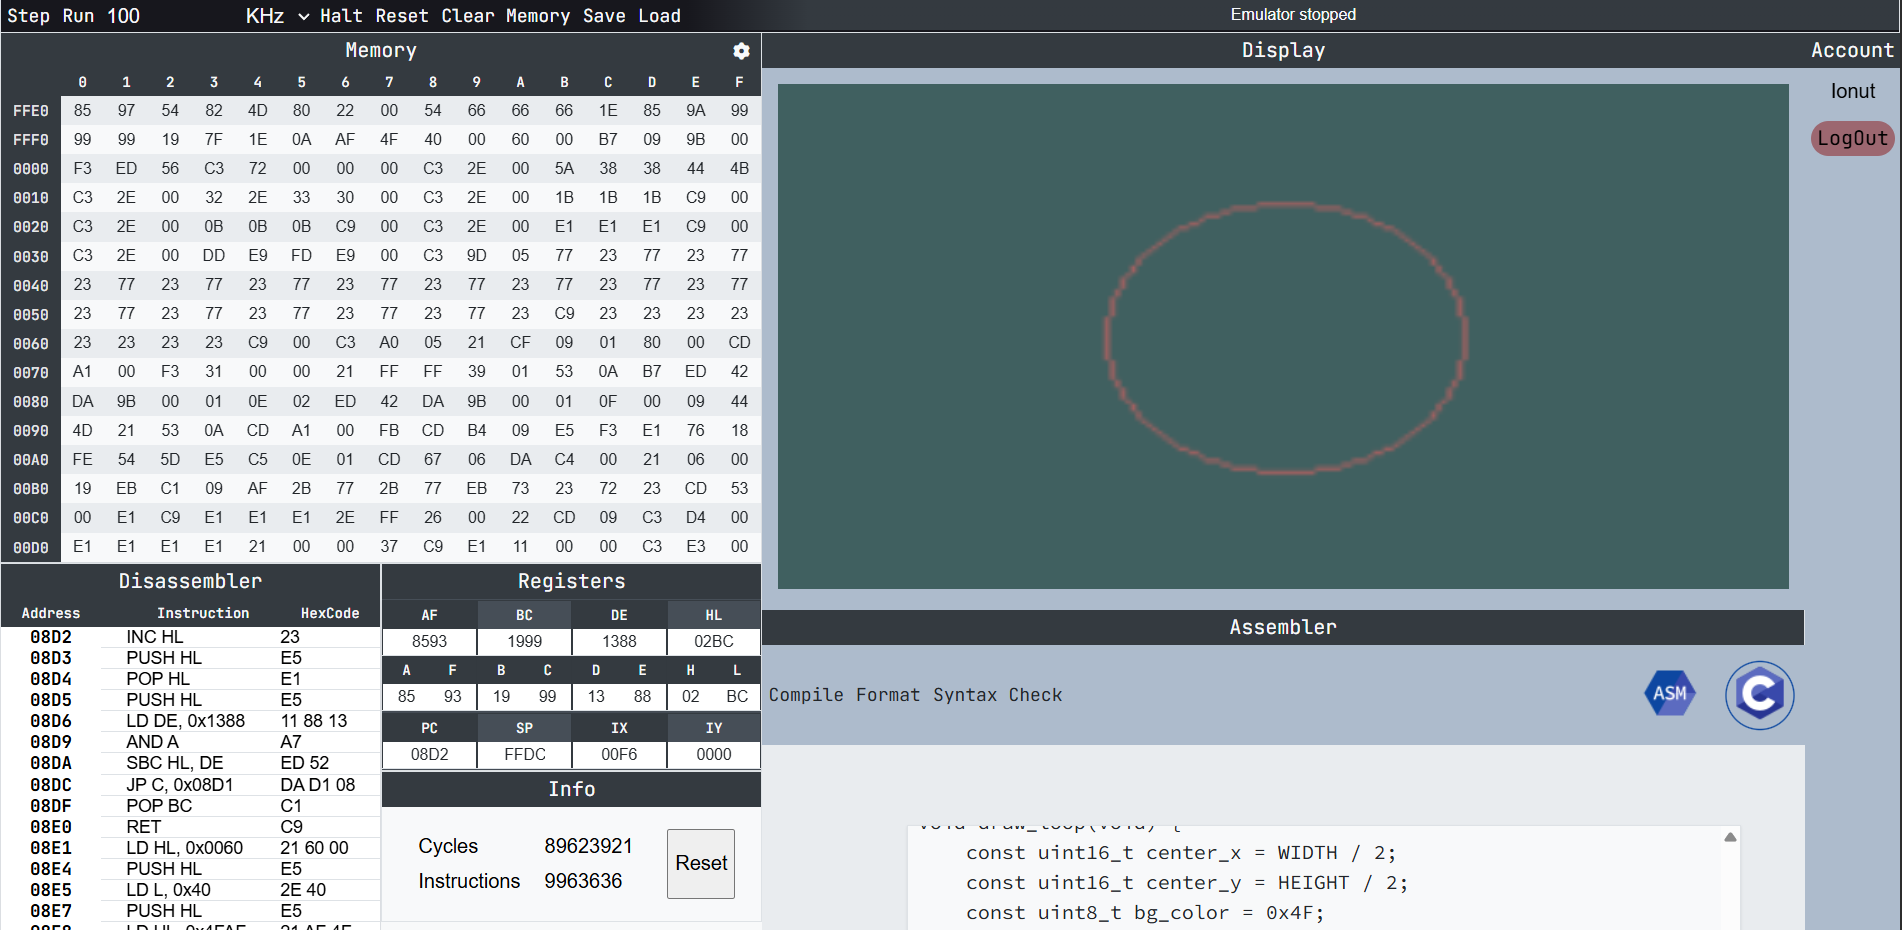 Step Run 100 KHz Halt Reset Clear Memory Save Load
Emulator stopped
Memory
0 1 2 3 4 5 6 7 8 9 A B C D E F
FFE0 85 97 54 82 4D 80 22 00 54 66 66 66 1E 85 9A 99
FFF0 99 99 19 7F 1E 0A AF 4F 40 00 60 00 B7 09 9B 00
0000 F3 ED 56 C3 72 00 00 00 C3 2E 00 5A 38 38 44 4B
0010 C3 2E 00 32 2E 33 30 00 C3 2E 00 1B 1B 1B C9 00
0020 C3 2E 00 0B 0B 0B C9 00 C3 2E 00 E1 E1 E1 C9 00
0030 C3 2E 00 DD E9 FD E9 00 C3 9D 05 77 23 77 23 77
0040 23 77 23 77 23 77 23 77 23 77 23 77 23 77 23 77
0050 23 77 23 77 23 77 23 77 23 77 23 C9 23 23 23 23
0060 23 23 23 23 C9 00 C3 A0 05 21 CF 09 01 80 00 CD
0070 A1 00 F3 31 00 00 21 FF FF 39 01 53 0A B7 ED 42
0080 DA 9B 00 01 0E 02 ED 42 DA 9B 00 01 0F 00 09 44
0090 4D 21 53 0A CD A1 00 FB CD B4 09 E5 F3 E1 76 18
00A0 FE 54 5D E5 C5 0E 01 CD 67 06 DA C4 00 21 06 00
00B0 19 EB C1 09 AF 2B 77 2B 77 EB 73 23 72 23 CD 53
00C0 00 E1 C9 E1 E1 E1 2E FF 26 00 22 CD 09 C3 D4 00
00D0 E1 E1 E1 E1 21 00 00 37 C9 E1 11 00 00 C3 E3 00
Display
Account
Ionut
LogOut
Disassembler
Address Instruction HexCode
08D2 INC HL 23
08D3 PUSH HL E5
08D4 POP HL E1
08D5 PUSH HL E5
08D6 LD DE, 0x1388 11 88 13
08D9 AND A A7
08DA SBC HL, DE ED 52
08DC JP C, 0x08D1 DA D1 08
08DF POP BC C1
08E0 RET C9
08E1 LD HL, 0x0060 21 60 00
08E4 PUSH HL E5
08E5 LD L, 0x40 2E 40
08E7 PUSH HL E5
Registers
AF BC DE HL
8593 1999 1388 02BC
A F B C D E H L
85 93 19 99 13 88 02 BC
PC SP IX IY
08D2 FFDC 00F6 0000
Info
Cycles 89623921
Instructions 9963636
Reset
Assembler
Compile Format Syntax Check
ASM
C
void draw_loop(void) {
const uint16_t center_x = WIDTH / 2;
const uint16_t center_y = HEIGHT / 2;
const uint8_t bg_color = 0x4F;